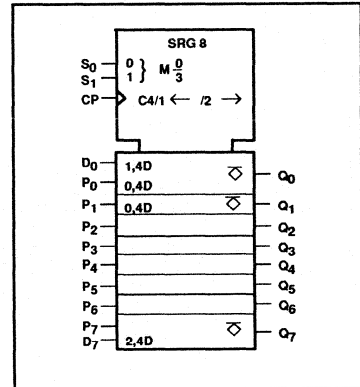 SRG 8
S0 0 } M 0/3
S1 1
CP C4/1 ← /2 →
D0 1,4D Q0
P0 0,4D
P1 0,4D Q1
P2 Q2
P3 Q3
P4 Q4
P5 Q5
P6 Q6
P7 Q7
D7 2,4D